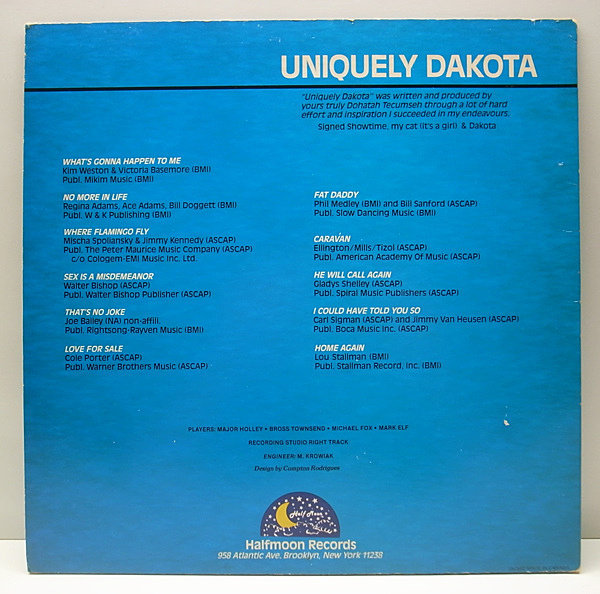 UNIQUELY DAKOTA
"Uniquely Dakota" was written and produced by
yours truly Dohatah Tecumseh through a lot of hard
effort and inspiration I succeeded in my endeavours.
Signed Showtime, my cat (it's a girl) & Dakota
WHAT'S GONNA HAPPEN TO ME
Kim Weston & Victoria Basemore (BMI)
Publ. Mikim Music (BMI)
NO MORE IN LIFE
Regina Adams, Ace Adams, Bill Doggett (BMI)
Publ. W & K Publishing (BMI)
WHERE FLAMINGO FLY
Mischa Spoliansky & Jimmy Kennedy (ASCAP)
Publ. The Peter Maurice Music Company (ASCAP)
c/o Cologem-EMI Music Inc. Ltd.
SEX IS A MISDEMEANOR
Walter Bishop (ASCAP)
Publ. Walter Bishop Publisher (ASCAP)
THAT'S NO JOKE
Joe Bailey (NA) non-affili.
Publ. Rightsong-Rayven Music (BMI)
LOVE FOR SALE
Cole Porter (ASCAP)
Publ. Warner Brothers Music (ASCAP)
FAT DADDY
Phil Medley (BMI) and Bill Sanford (ASCAP)
Publ. Slow Dancing Music (BMI)
CARAVAN
Ellington/Mills/Tizol (ASCAP)
Publ. American Academy Of Music (ASCAP)
HE WILL CALL AGAIN
Gladys Shelley (ASCAP)
Publ. Spiral Music Publishers (ASCAP)
I COULD HAVE TOLD YOU SO
Carl Sigman (ASCAP) and Jimmy Van Heusen (ASCAP)
Publ. Boca Music Inc. (ASCAP)
HOME AGAIN
Lou Stallman (BMI)
Publ. Stallman Record, Inc. (BMI)
PLAYERS: MAJOR HOLLEY • BROSS TOWNSEND • MICHAEL FOX • MARK ELF
RECORDING STUDIO RIGHT TRACK
ENGINEER: M. KROWIAK
Design by Compton Rodrigues
Half Moon
Halfmoon Records
958 Atlantic Ave, Brooklyn, New York 11238